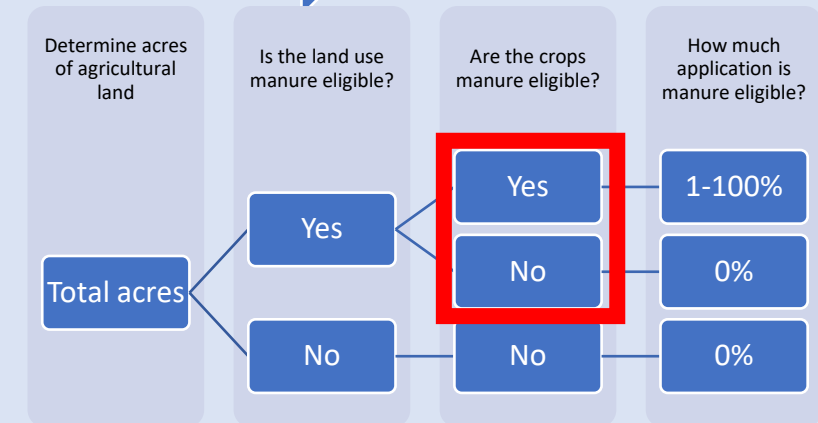 Determine acres
of agricultural
land
Is the land use
manure eligible?
Are the crops
manure eligible?
How much
application is
manure eligible?
Total acres
Yes
No
Yes
No
No
1-100%
0%
0%